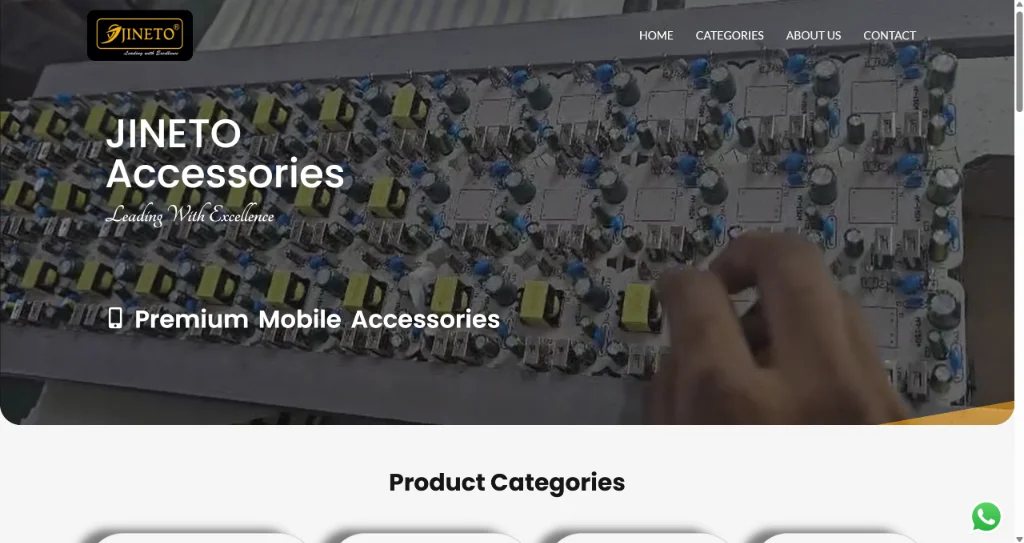 JINETO®
Leading with Excellence
HOME
CATEGORIES
ABOUT US
CONTACT
JINETO
Accessories
Leading With Excellence
Premium Mobile Accessories
Product Categories